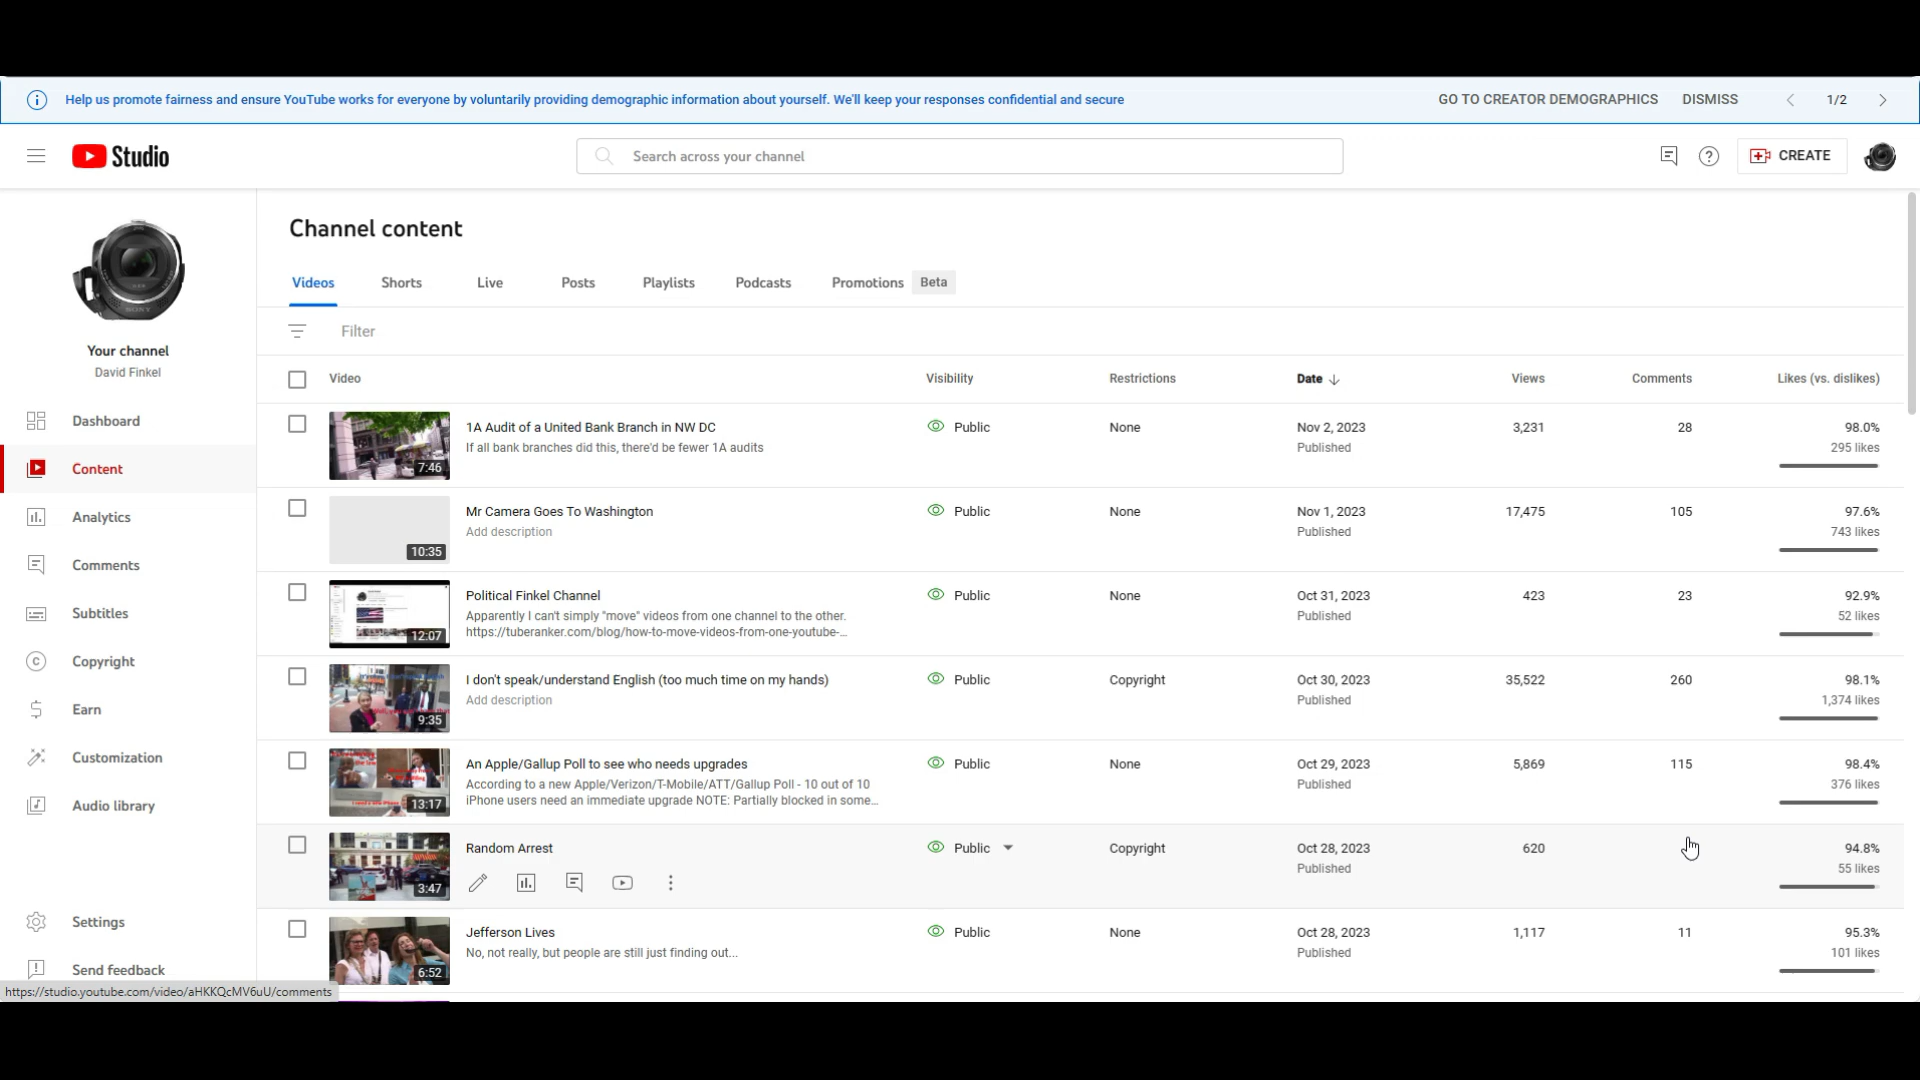 Help us promote fairness and ensure YouTube works for everyone by voluntarily providing demographic information about yourself. We'll keep your responses confidential and secure
GO TO CREATOR DEMOGRAPHICS
DISMISS
1/2
Studio
Search across your channel
CREATE
Your channel
David Finkel
Dashboard
Content
Analytics
Comments
Subtitles
Copyright
Earn
Customization
Audio library
Settings
Send feedback
Channel content
Videos Shorts Live Posts Playlists Podcasts Promotions Beta
Filter
Video Visibility Restrictions Date Views Comments Likes (vs. dislikes)
1A Audit of a United Bank Branch in NW DC Public None Nov 2, 2023 3,231 28 98.0%
If all bank branches did this, there'd be fewer 1A audits Published 295 likes
7:46
Mr Camera Goes To Washington Public None Nov 1, 2023 17,475 105 97.6%
Add description Published 743 likes
10:35
Political Finkel Channel Public None Oct 31, 2023 423 23 92.9%
Apparently I can't simply "move" videos from one channel to the other. Published 52 likes
https://tuberanker.com/blog/how-to-move-videos-from-one-youtube-...
12:07
I don't speak/understand English (too much time on my hands) Public Copyright Oct 30, 2023 35,522 260 98.1%
Add description Published 1,374 likes
9:35
An Apple/Gallup Poll to see who needs upgrades Public None Oct 29, 2023 5,869 115 98.4%
According to a new Apple/Verizon/T-Mobile/ATT/Gallup Poll - 10 out of 10 Published 376 likes
iPhone users need an immediate upgrade NOTE: Partially blocked in some...
13:17
Random Arrest Public Copyright Oct 28, 2023 620 94.8%
Published 55 likes
3:47
Jefferson Lives Public None Oct 28, 2023 1,117 11 95.3%
No, not really, but people are still just finding out... Published 101 likes
6:52
https://studio.youtube.com/video/aHKKQcMV6uU/comments